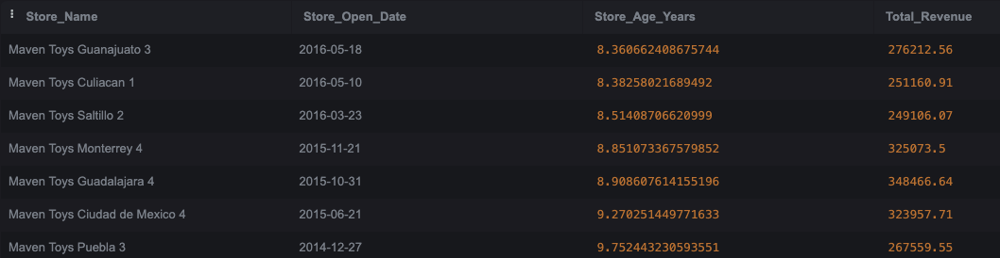 Store_Name Store_Open_Date Store_Age_Years Total_Revenue
Maven Toys Guanajuato 3 2016-05-18 8.360662408675744 276212.56
Maven Toys Culiacan 1 2016-05-10 8.38258021689492 251160.91
Maven Toys Saltillo 2 2016-03-23 8.51408706620999 249106.07
Maven Toys Monterrey 4 2015-11-21 8.851073367579852 325073.5
Maven Toys Guadalajara 4 2015-10-31 8.908607614155196 348466.64
Maven Toys Ciudad de Mexico 4 2015-06-21 9.270251449771633 323957.71
Maven Toys Puebla 3 2014-12-27 9.752443230593551 267559.55